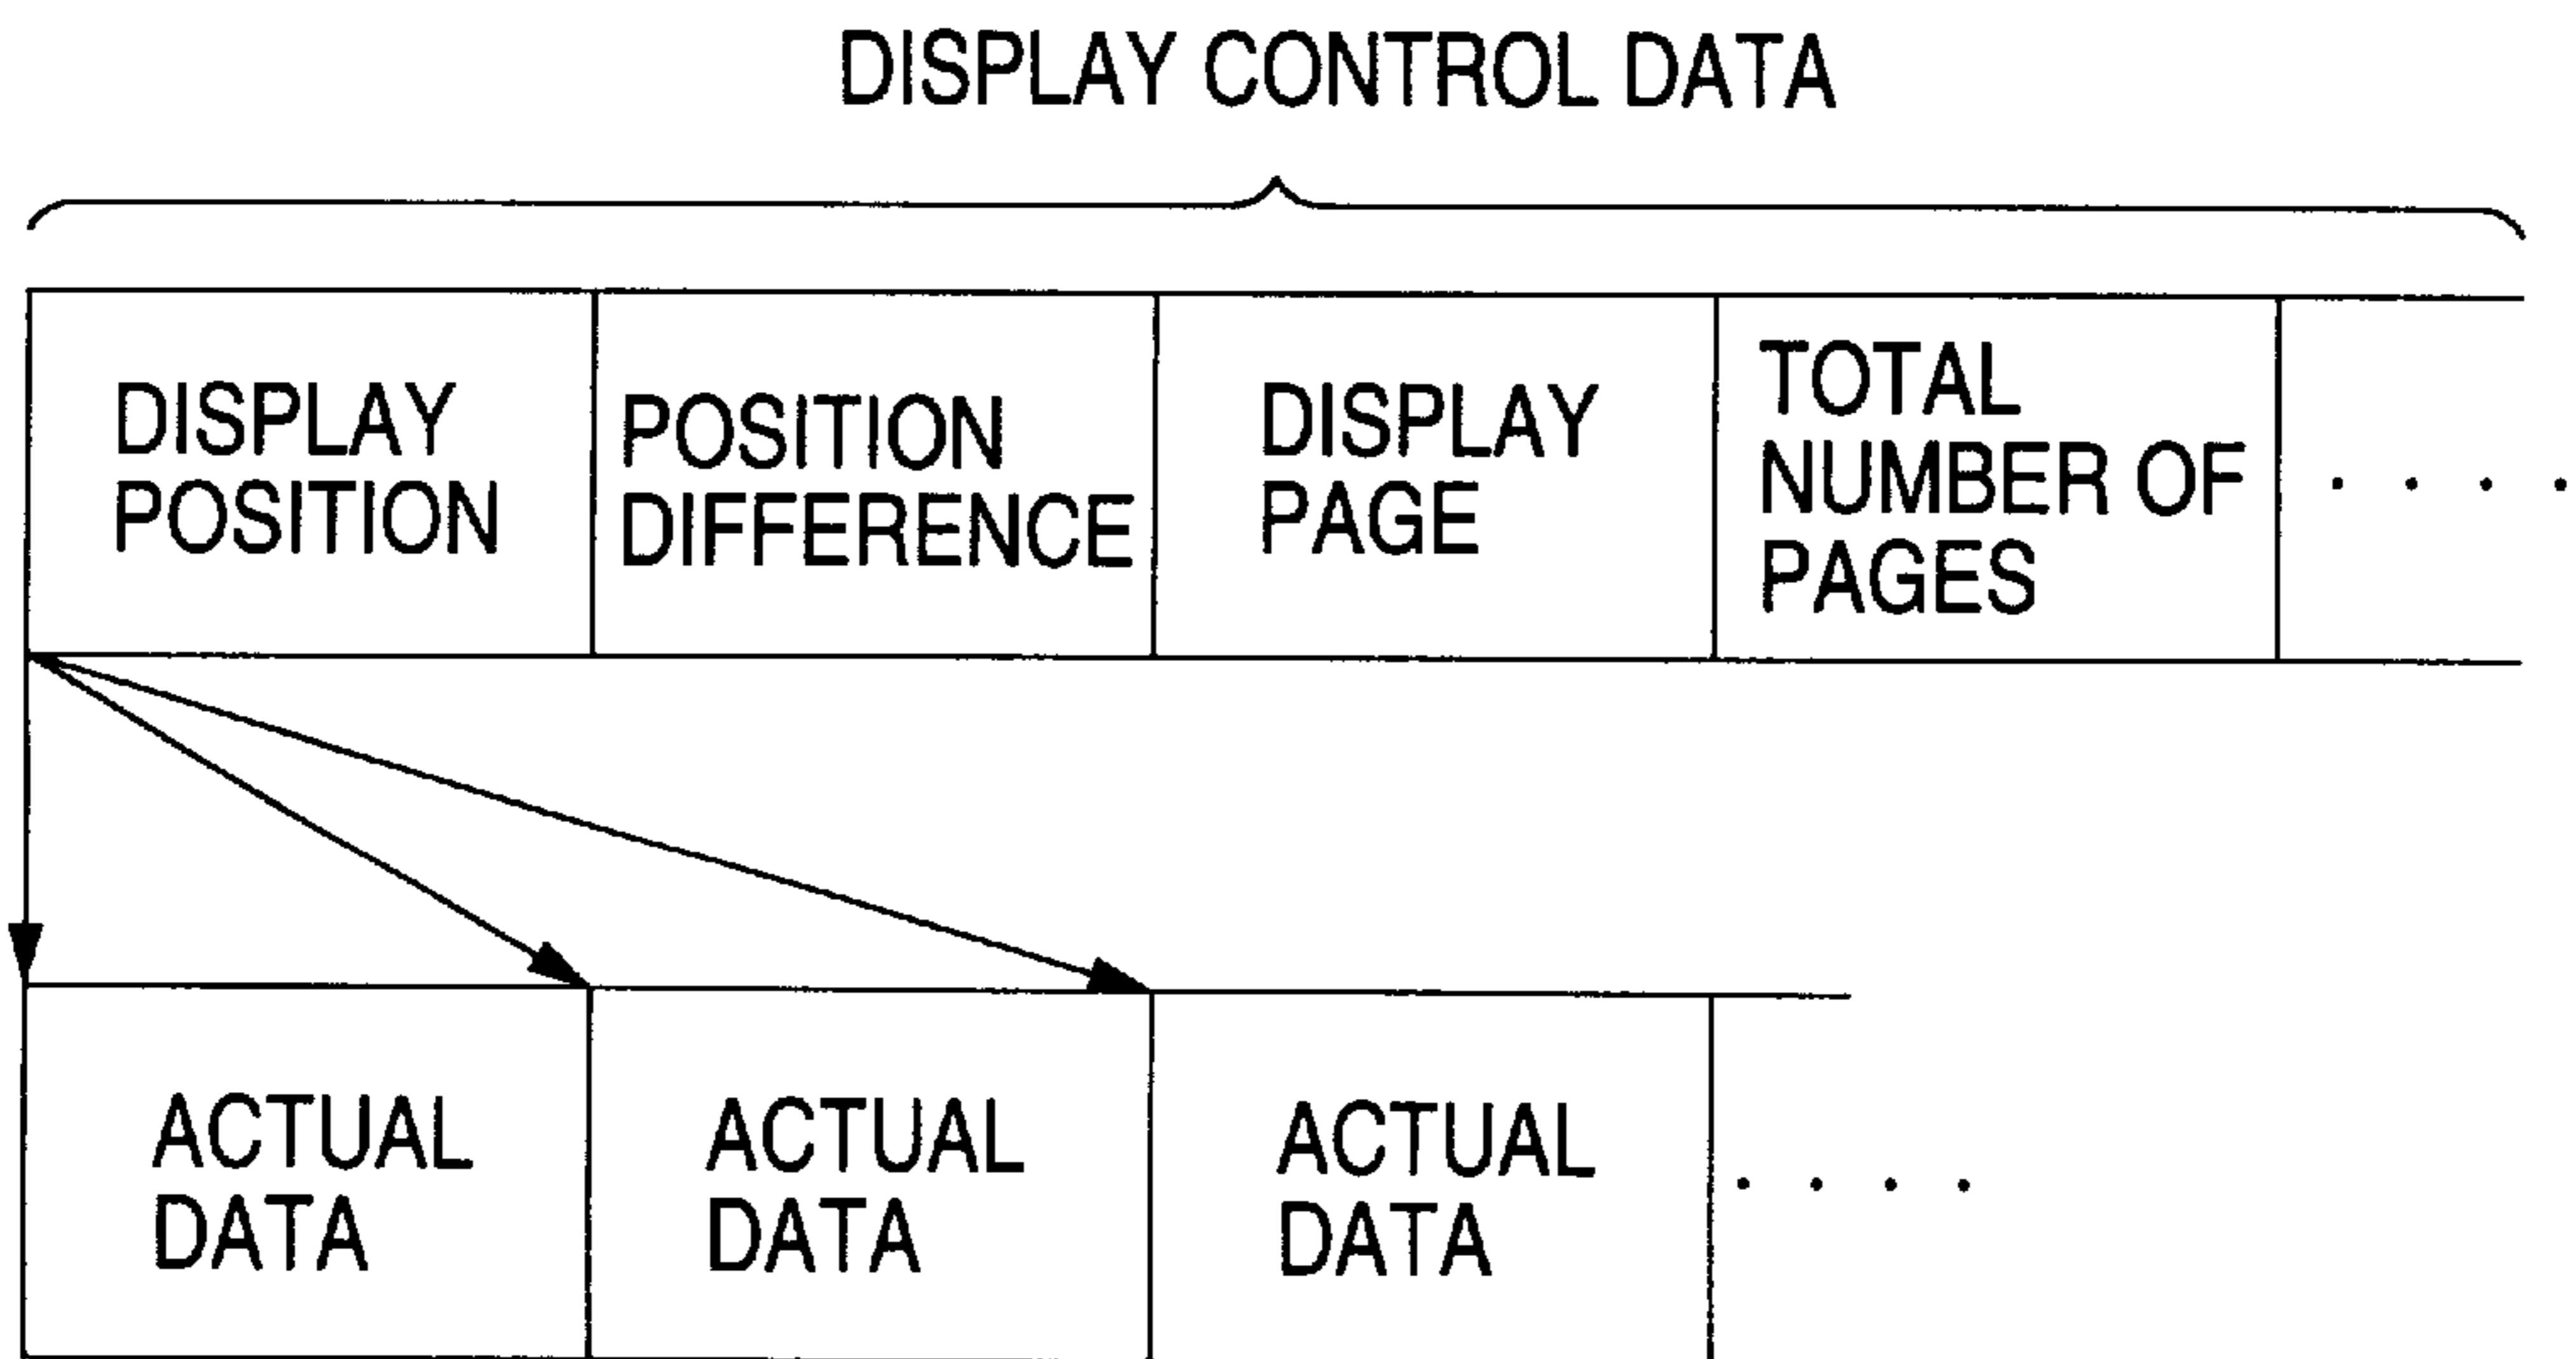 DISPLAY CONTROL DATA
DISPLAY
POSITION
POSITION
DIFFERENCE
DISPLAY
PAGE
TOTAL
NUMBER OF
PAGES
. . . .
ACTUAL
DATA
ACTUAL
DATA
ACTUAL
DATA
. . . .